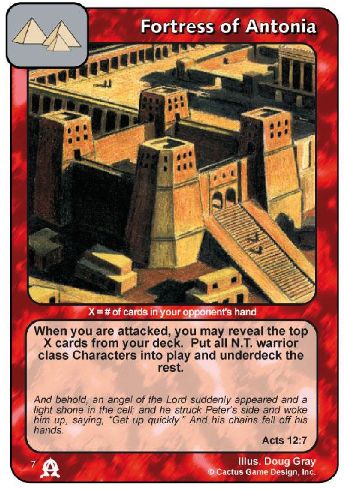 Fortress of Antonia
X = # of cards in your opponent's hand
When you are attacked, you may reveal the top
X cards from your deck. Put all N.T. warrior
class Characters into play and underdeck the
rest.
And behold, an angel of the Lord suddenly appeared and a
light shone in the cell; and he struck Peter's side and woke
him up, saying, "Get up quickly." And his chains fell off his
hands.
Acts 12:7
7
Illus. Doug Gray
© Cactus Game Design, Inc.